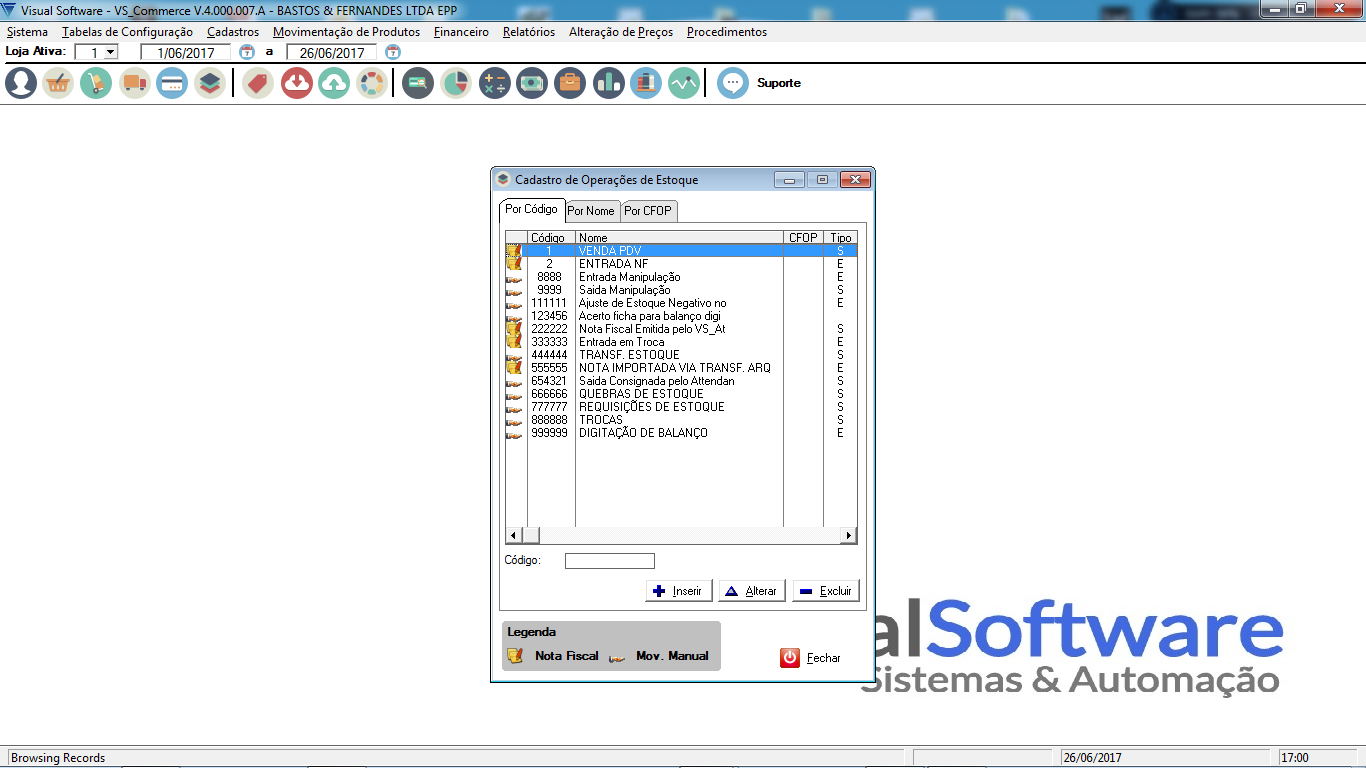 Visual Software - VS_Commerce V.4.000.007.A - BASTOS & FERNANDES LTDA EPP
Sistema Tabelas de Configuração Cadastros Movimentação de Produtos Financeiro Relatórios Alteração de Preços Procedimentos
Loja Ativa: 1 1/06/2017 a 26/06/2017
Suporte
Cadastro de Operações de Estoque
Por Código Por Nome Por CFOP
Código Nome CFOP Tipo
1 VENDA PDV S
2 ENTRADA NF E
8888 Entrada Manipulação E
9999 Saida Manipulação S
111111 Ajuste de Estoque Negativo no E
123456 Acerto ficha para balanço digi
222222 Nota Fiscal Emitida pelo VS_At S
333333 Entrada em Troca E
444444 TRANSF. ESTOQUE S
555555 NOTA IMPORTADA VIA TRANSF. ARQ E
654321 Saida Consignada pelo Attendan S
666666 QUEBRAS DE ESTOQUE S
777777 REQUISIÇÕES DE ESTOQUE S
888888 TROCAS S
999999 DIGITAÇÃO DE BALANÇO E
Código:
Inserir Alterar Excluir
Legenda
Nota Fiscal Mov. Manual
Fechar
alSoftware
Sistemas & Automação
Browsing Records 26/06/2017 17:00